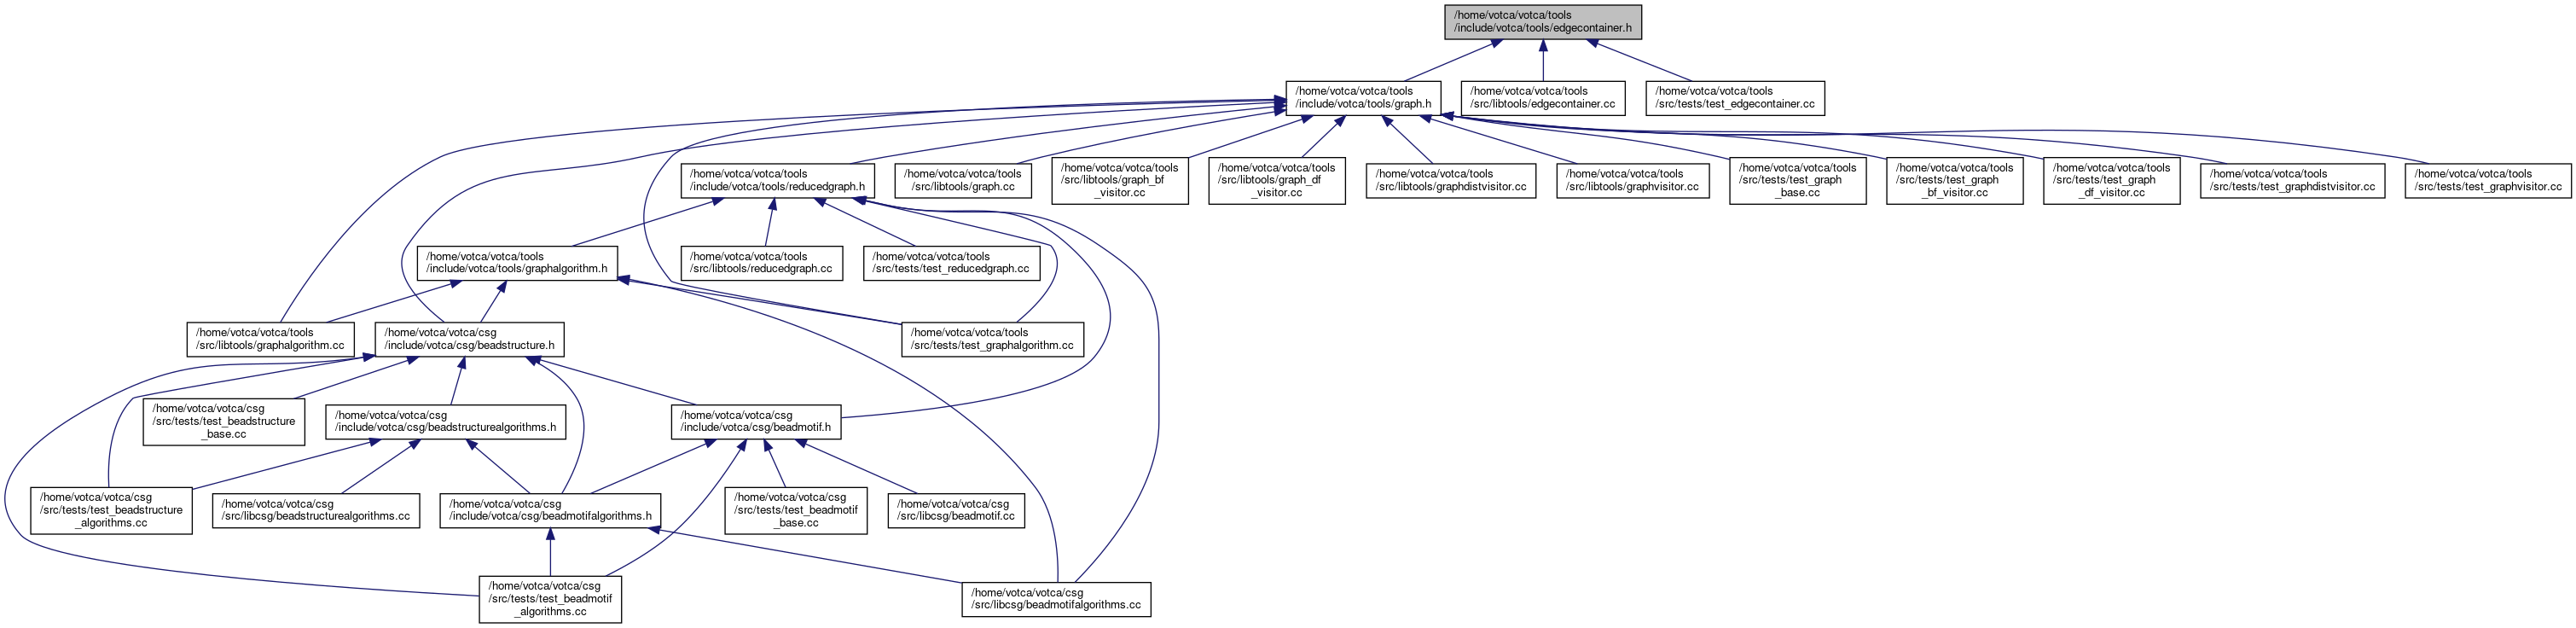 /home/votca/votca/tools
/include/votca/tools/edgecontainer.h
/home/votca/votca/tools
/include/votca/tools/graph.h
/home/votca/votca/tools
/src/libtools/edgecontainer.cc
/home/votca/votca/tools
/src/tests/test_edgecontainer.cc
/home/votca/votca/tools
/include/votca/tools/reducedgraph.h
/home/votca/votca/tools
/src/libtools/graph.cc
/home/votca/votca/tools
/src/libtools/graph_bf
_visitor.cc
/home/votca/votca/tools
/src/libtools/graph_df
_visitor.cc
/home/votca/votca/tools
/src/libtools/graphdistvisitor.cc
/home/votca/votca/tools
/src/libtools/graphvisitor.cc
/home/votca/votca/tools
/src/tests/test_graph
_base.cc
/home/votca/votca/tools
/src/tests/test_graph
_bf_visitor.cc
/home/votca/votca/tools
/src/tests/test_graph
_df_visitor.cc
/home/votca/votca/tools
/src/tests/test_graphdistvisitor.cc
/home/votca/votca/tools
/src/tests/test_graphvisitor.cc
/home/votca/votca/tools
/include/votca/tools/graphalgorithm.h
/home/votca/votca/tools
/src/libtools/reducedgraph.cc
/home/votca/votca/tools
/src/tests/test_reducedgraph.cc
/home/votca/votca/tools
/src/libtools/graphalgorithm.cc
/home/votca/votca/csg
/include/votca/csg/beadstructure.h
/home/votca/votca/tools
/src/tests/test_graphalgorithm.cc
/home/votca/votca/csg
/src/tests/test_beadstructure
_base.cc
/home/votca/votca/csg
/include/votca/csg/beadstructurealgorithms.h
/home/votca/votca/csg
/include/votca/csg/beadmotif.h
/home/votca/votca/csg
/src/tests/test_beadstructure
_algorithms.cc
/home/votca/votca/csg
/src/libcsg/beadstructurealgorithms.cc
/home/votca/votca/csg
/include/votca/csg/beadmotifalgorithms.h
/home/votca/votca/csg
/src/tests/test_beadmotif
_base.cc
/home/votca/votca/csg
/src/libcsg/beadmotif.cc
/home/votca/votca/csg
/src/tests/test_beadmotif
_algorithms.cc
/home/votca/votca/csg
/src/libcsg/beadmotifalgorithms.cc